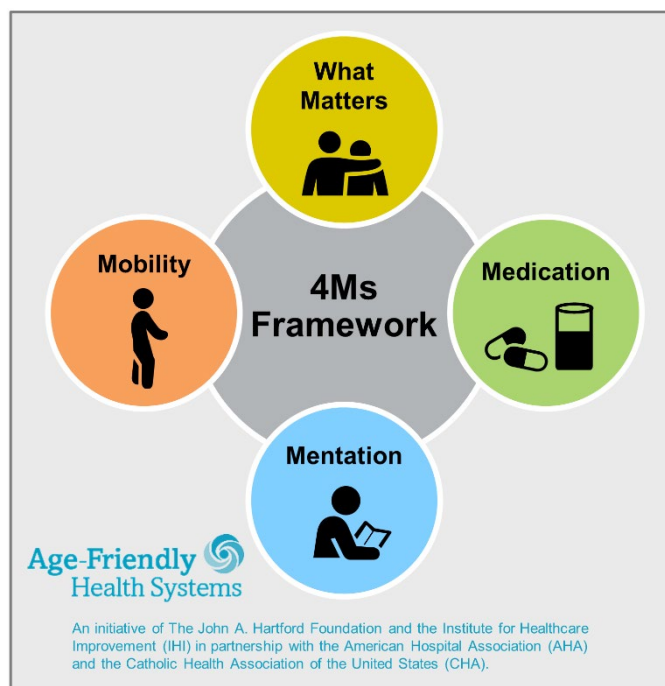 What
Matters
Mobility
4Ms
Framework
Medication
Mentation
Age-Friendly
Health Systems
An initiative of The John A. Hartford Foundation and the Institute for Healthcare
Improvement (IHI) in partnership with the American Hospital Association (AHA)
and the Catholic Health Association of the United States (CHA).